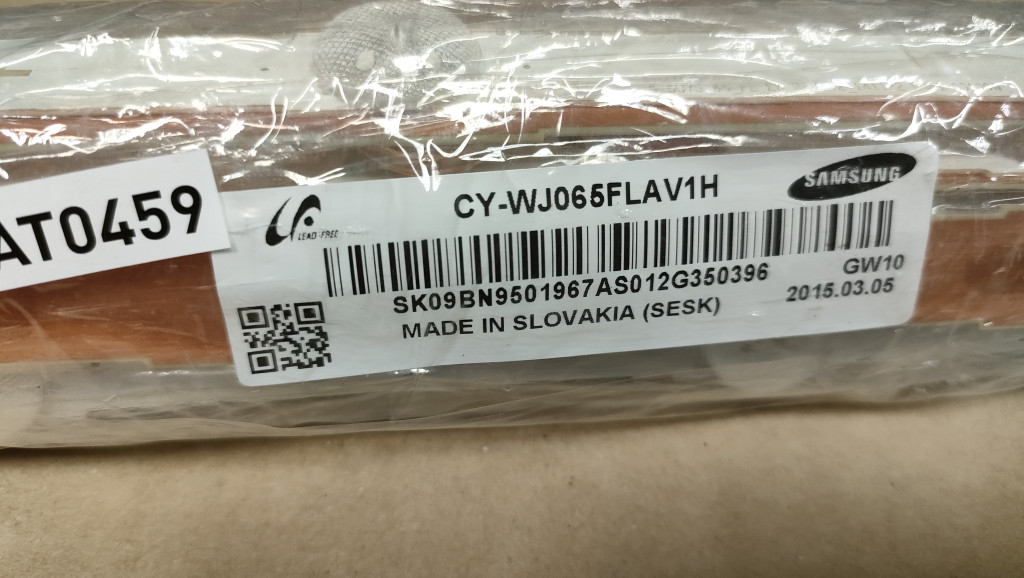 AT0459
LEAD-FREE
CY-WJ065FLAV1H
SAMSUNG
SK09BN9501967AS012G350396
GW10
MADE IN SLOVAKIA (SESK)
2015.03.05